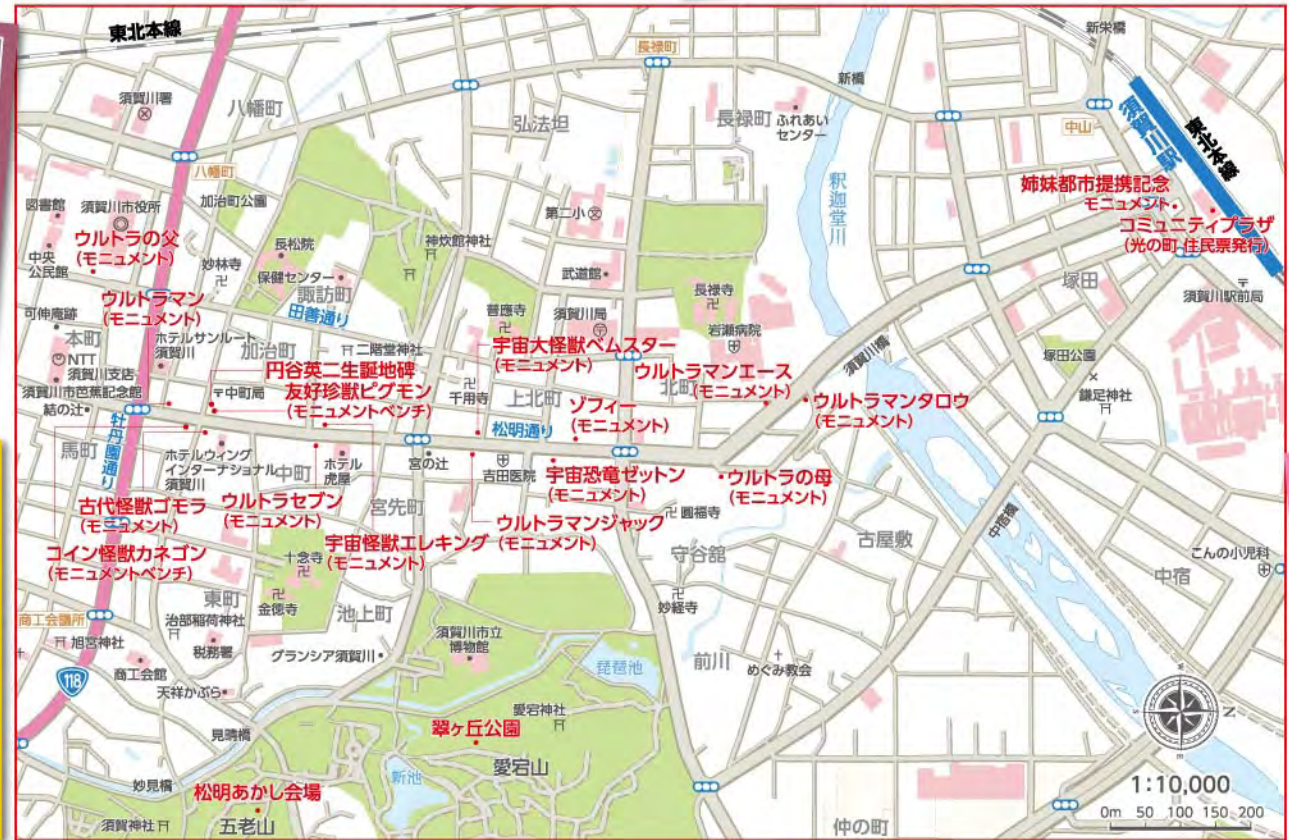 東北本線
新栄橋
長禄町
須賀川署
八幡町
弘法坦
長禄町
ふれあい
センター
新橋
中山
須賀川駅
東北本線
八幡町
釈迦堂川
姉妹都市提携記念
モニュメント
コミュニティプラザ
(光の町 住民票発行)
図書館
須賀川市役所
加治町公園
第二小
ウルトラの父
(モニュメント)
中央
公民館
妙林寺
長松院
神炊館神社
保健センター
諏訪町
武道館
長禄寺
塚田
須賀川駅前局
ウルトラマン
(モニュメント)
田善通り
普應寺
須賀川局
岩瀬病院
可伸庵跡
本町
ホテルサンルート
須賀川
加治町
二階堂神社
宇宙大怪獣ベムスター
(モニュメント)
須賀川橋
塚田公園
NTT
須賀川支店
円谷英二生誕地碑
友好珍獣ピグモン
(モニュメントベンチ)
ウルトラマンエース
(モニュメント)
北町
鎌足神社
須賀川市芭蕉記念館
中町局
千用寺
上北町
ゾフィー
(モニュメント)
ウルトラマンタロウ
(モニュメント)
結の辻
松明通り
馬町
牡丹園通り
ホテルウィング
インターナショナル
須賀川
中町
ホテル
虎屋
宮の辻
吉田医院
宇宙恐竜ゼットン
(モニュメント)
ウルトラの母
(モニュメント)
古代怪獣ゴモラ
(モニュメント)
ウルトラセブン
(モニュメント)
宮先町
ウルトラマンジャック
(モニュメント)
圓福寺
中宿橋
コイン怪獣カネゴン
(モニュメントベンチ)
宇宙怪獣エレキング
(モニュメント)
十念寺
守谷舘
古屋敷
こんの小児科
中宿
東町
金徳寺
池上町
妙経寺
商工会議所
治部稲荷神社
旭宮神社
税務署
グランシア須賀川
須賀川市立
博物館
琵琶池
前川
めぐみ教会
118
商工会館
天祥かぶら
愛宕神社
N
見晴橋
翠ヶ丘公園
愛宕山
妙見橋
松明あかし会場
新池
1:10,000
0m 50 100 150 200
須賀神社
五老山
仲の町